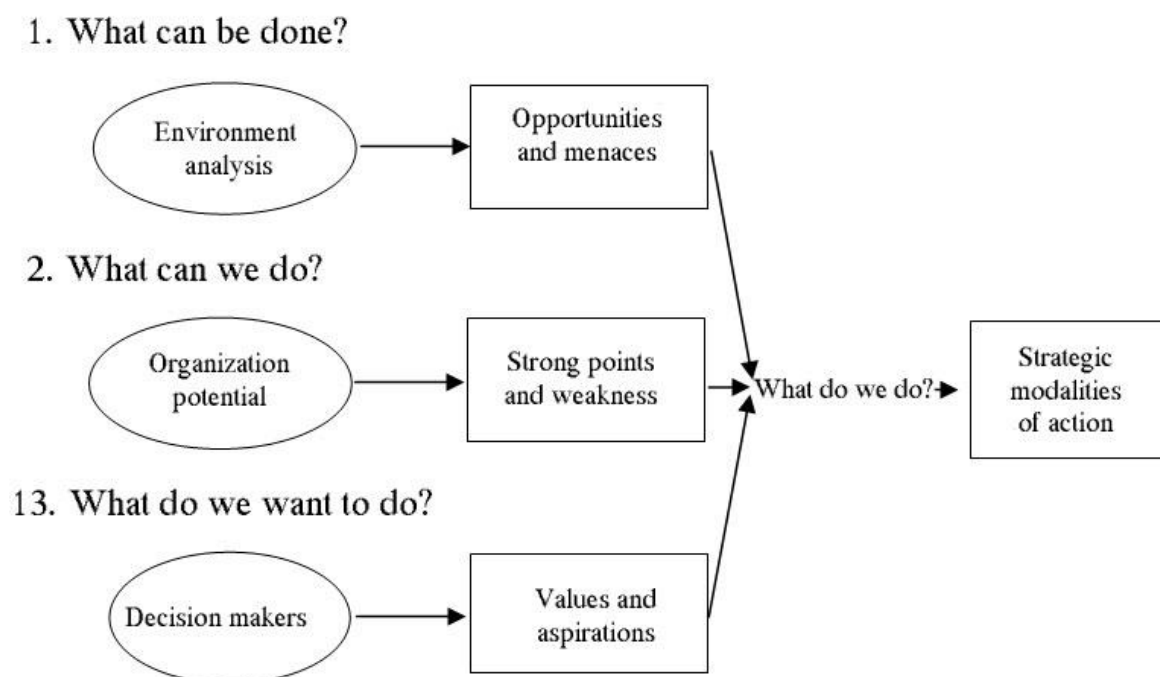 1. What can be done?
Environment
analysis
Opportunities
and menaces
2. What can we do?
Organization
potential
Strong points
and weakness
What do we do?
Strategic
modalities
of action
13. What do we want to do?
Decision makers
Values and
aspirations